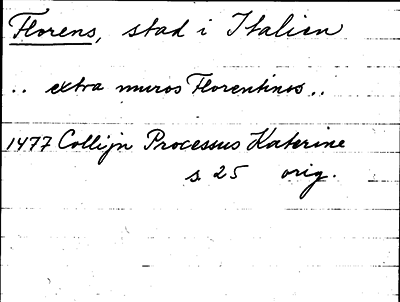 Florens, stad i Italien
.. extra muros Florentinos ..
1477 Collijn Processus Katerine
s 25 orig.